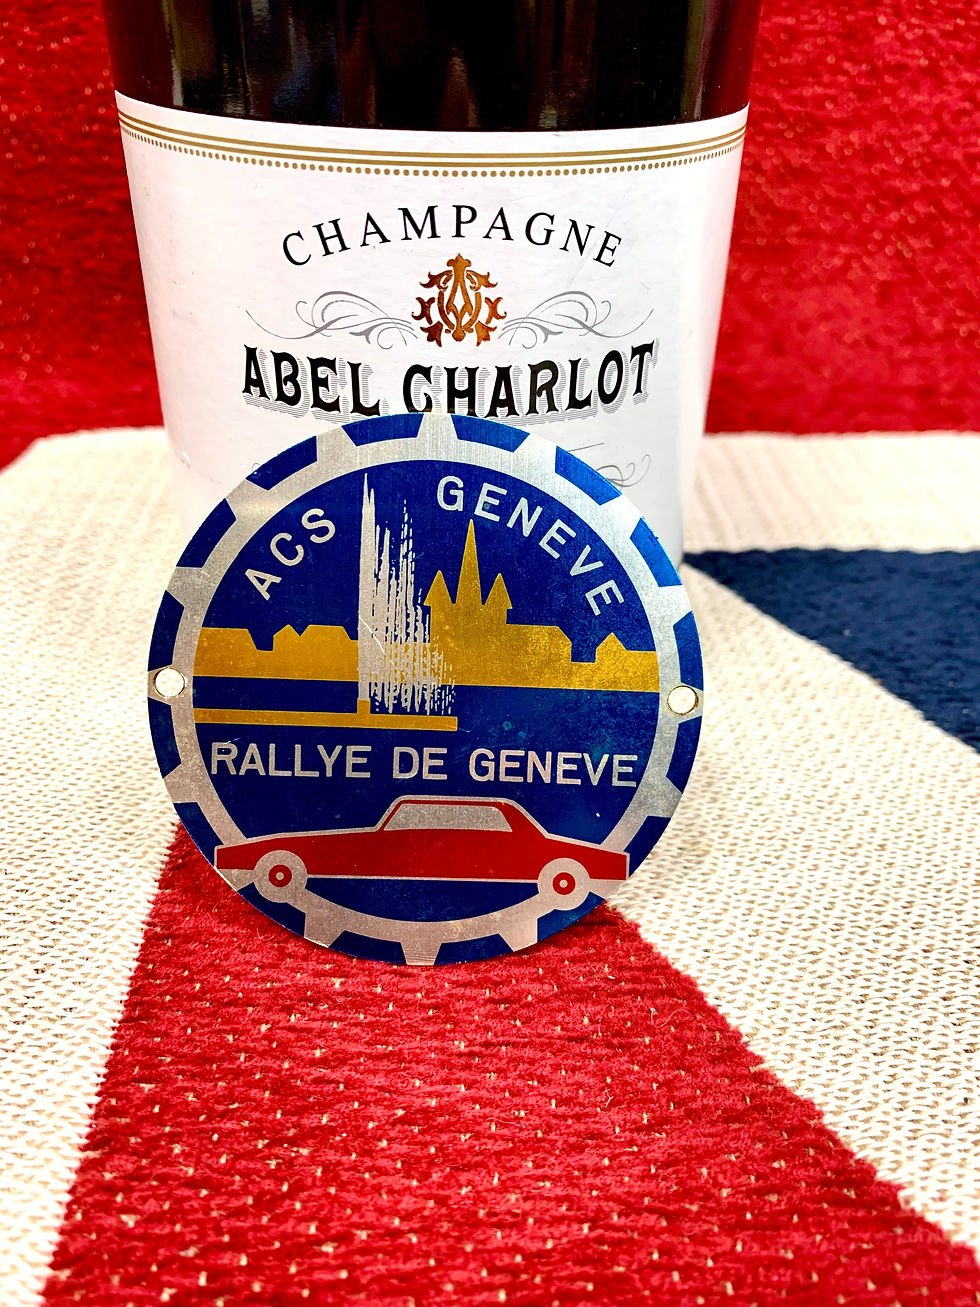 CHAMPAGNE
ABEL CHARLOT
ACS GENEVE
RALLYE DE GENEVE